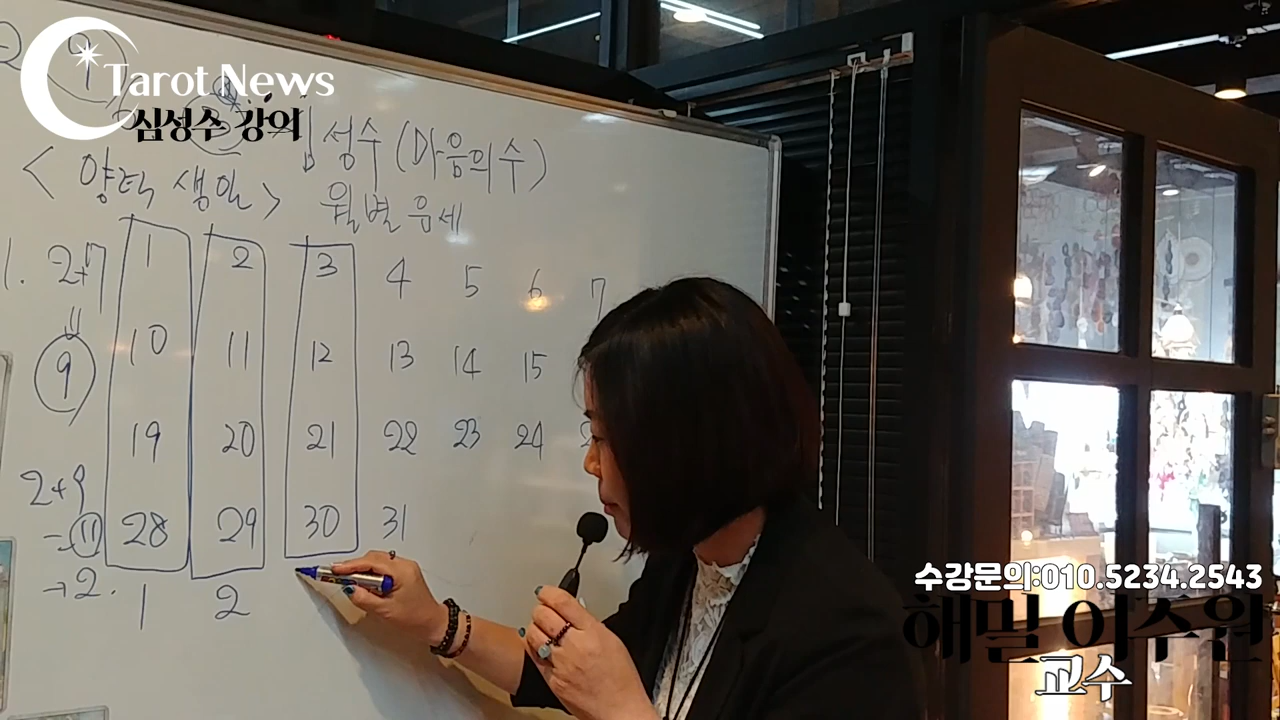 9
Tarot News
심성수 강의
심성수 (마음의 수)
< 양력 생일 > 월별 운세
1. 2+7 1 2 3 4 5 6 7
=
9 10 11 12 13 14 15
19 20 21 22 23 24
2+9
= 11 28 29 30 31
→ 2. 1 2
수강문의:010.5234.2543
해밀 이수원
교수